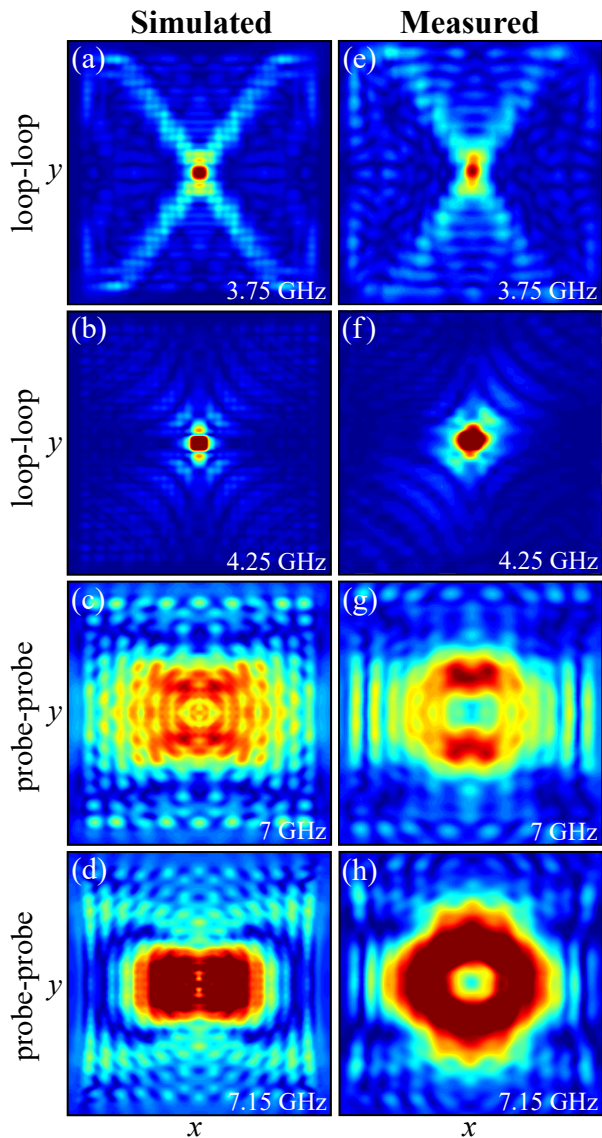 Simulated Measured
(a) (e)
loop-loop
y
3.75 GHz 3.75 GHz
(b) (f)
loop-loop
y
4.25 GHz 4.25 GHz
(c) (g)
probe-probe
y
7 GHz 7 GHz
(d) (h)
probe-probe
y
7.15 GHz 7.15 GHz
x x